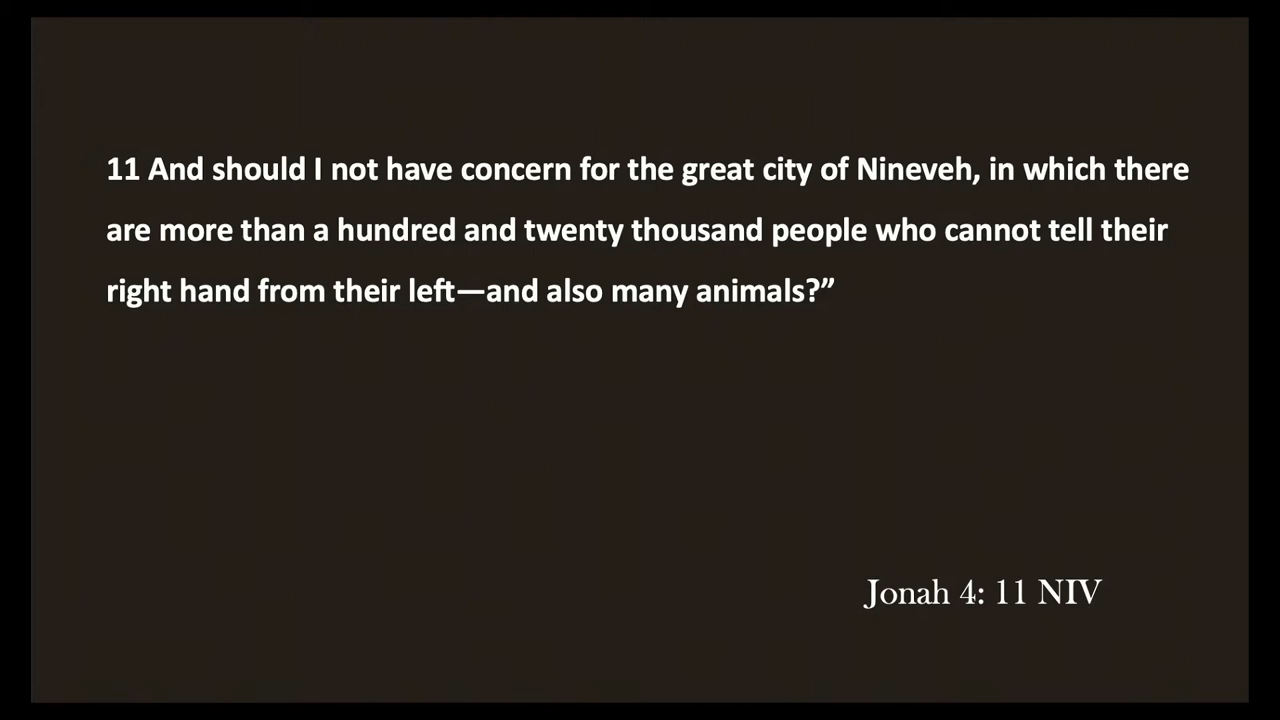 11 And should I not have concern for the great city of Nineveh, in which there
are more than a hundred and twenty thousand people who cannot tell their
right hand from their left—and also many animals?”
Jonah 4: 11 NIV